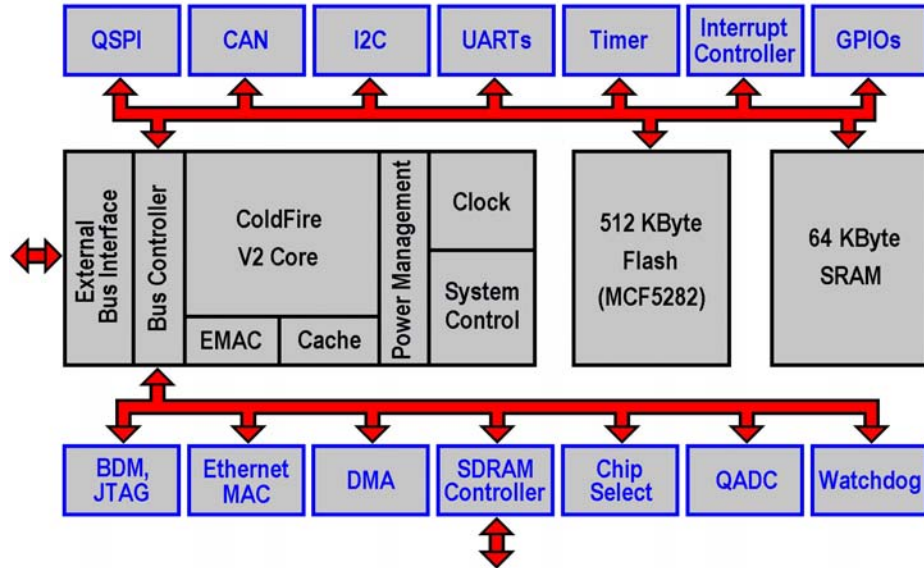 QSPI
CAN
I2C
UARTs
Timer
Interrupt
Controller
GPIOs
External
Bus Interface
Bus Controller
ColdFire
V2 Core
EMAC
Cache
Power Management
Clock
System
Control
512 KByte
Flash
(MCF5282)
64 KByte
SRAM
BDM,
JTAG
Ethernet
MAC
DMA
SDRAM
Controller
Chip
Select
QADC
Watchdog